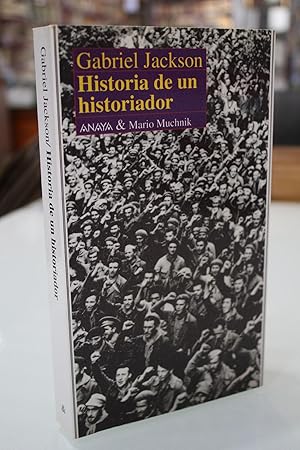 Gabriel Jackson
Historia de un
historiador
ANAYA & Mario Muchnik
Gabriel Jackson/ Historia de un historiador
&